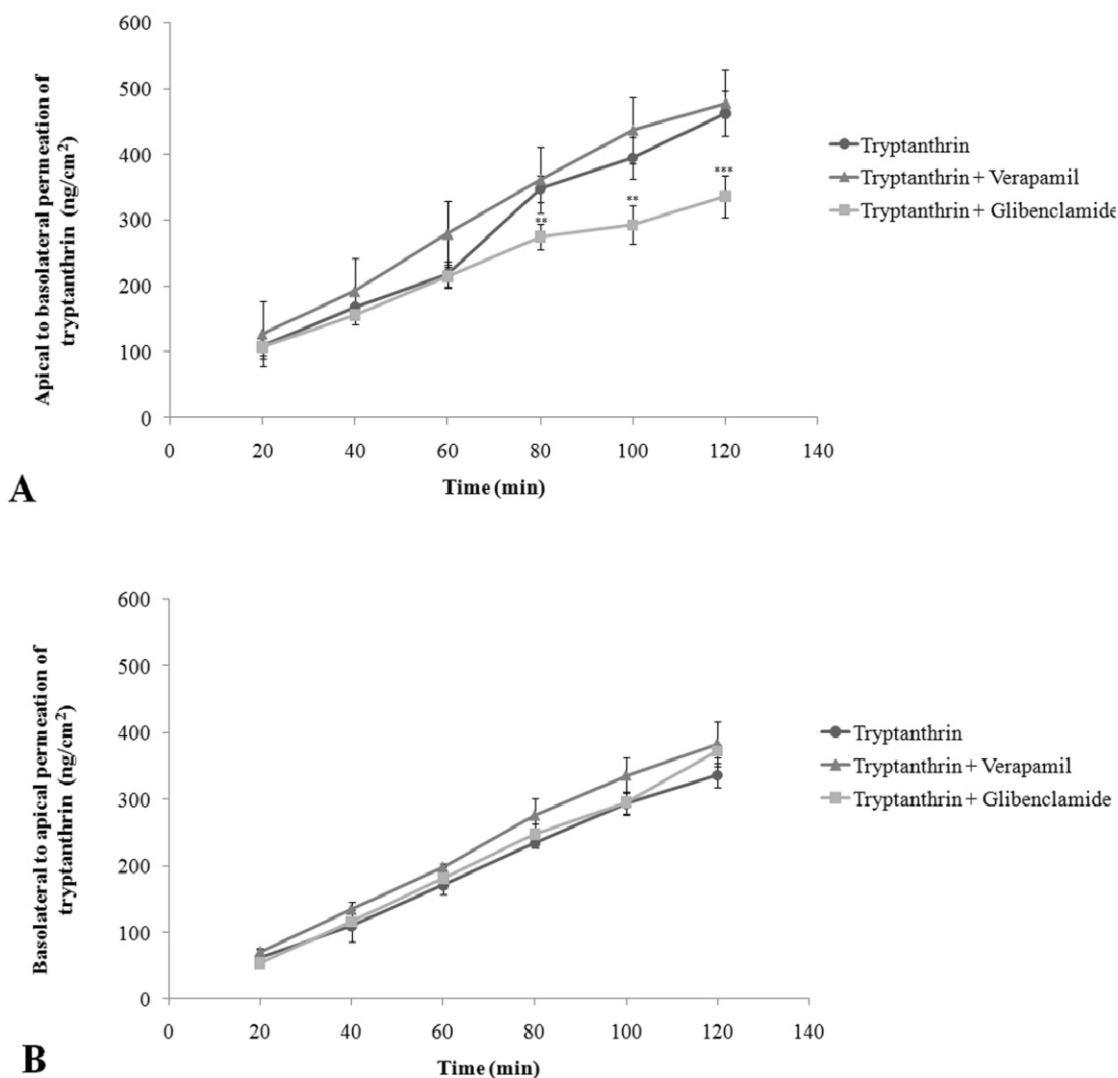 600
500
400
300
200
100
0
Apical to basolateral permeation of
tryptanthrin (ng/cm²)
**
**
***
Tryptanthrin
Tryptanthrin + Verapamil
Tryptanthrin + Glibenclamide
0 20 40 60 80 100 120 140
Time (min)
A
600
500
400
300
200
100
0
Basolateral to apical permeation of
tryptanthrin (ng/cm²)
Tryptanthrin
Tryptanthrin + Verapamil
Tryptanthrin + Glibenclamide
0 20 40 60 80 100 120 140
Time (min)
B